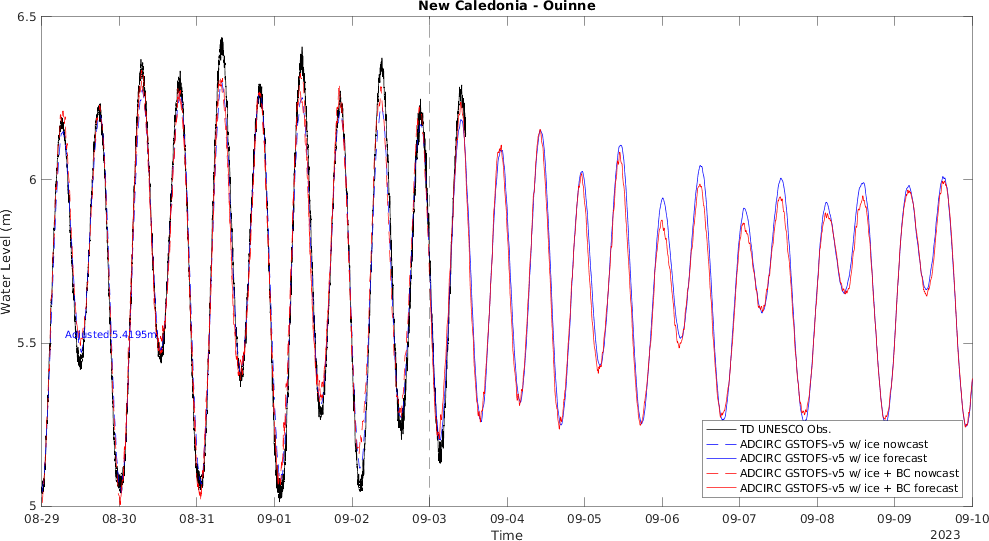 New Caledonia - Ouinne
6.5
6
5.5
5
Water Level (m)
Adjusted 5.4195m
TD UNESCO Obs.
ADCIRC GSTOFS-v5 w/ ice nowcast
ADCIRC GSTOFS-v5 w/ ice forecast
ADCIRC GSTOFS-v5 w/ ice + BC nowcast
ADCIRC GSTOFS-v5 w/ ice + BC forecast
08-29 08-30 08-31 09-01 09-02 09-03 09-04 09-05 09-06 09-07 09-08 09-09 09-10
Time
2023